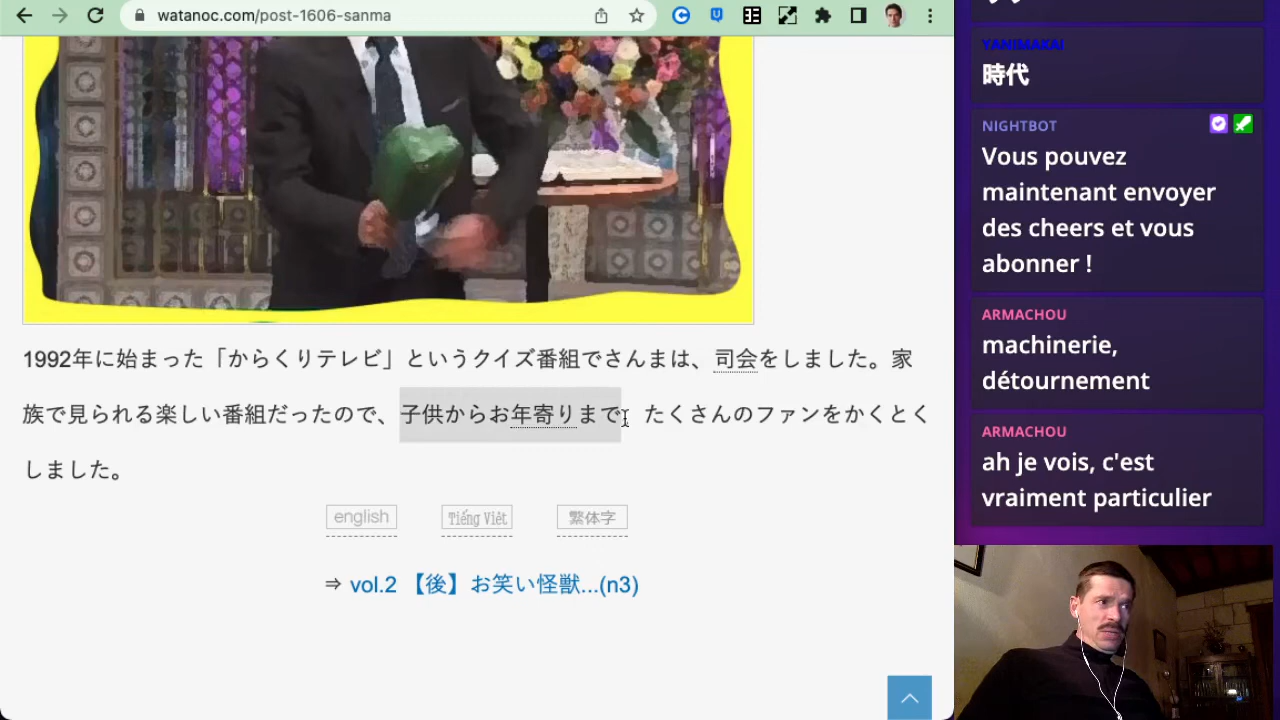 watanoc.com/post-1606-sanma
1992年に始まった「からくりテレビ」というクイズ番組でさんまは、司会をしました。家
族で見られる楽しい番組だったので、子供からお年寄りまで、たくさんのファンをかくとく
しました。
english
Tiếng Việt
繁体字
⇒ vol.2 【後】お笑い怪獣...(n3)
YANIMAKAI
時代
NIGHTBOT
Vous pouvez
maintenant envoyer
des cheers et vous
abonner !
ARMACHOU
machinerie,
détournement
ARMACHOU
ah je vois, c'est
vraiment particulier